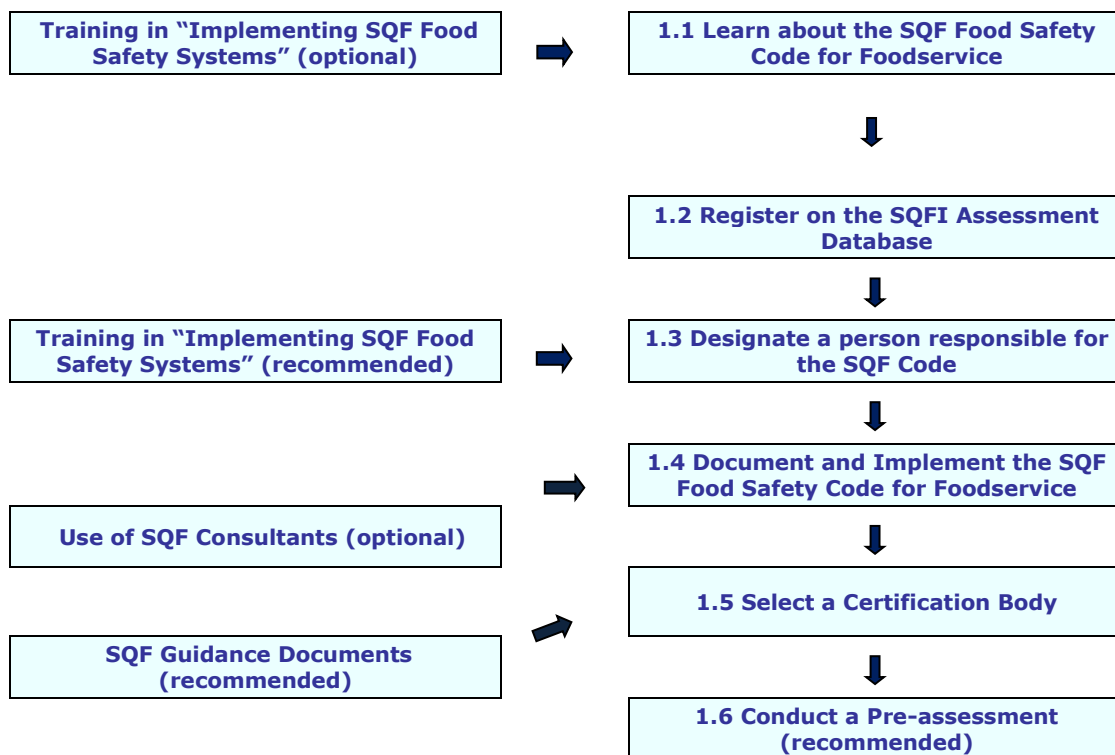 Training in “Implementing SQF Food
Safety Systems” (optional)
1.1 Learn about the SQF Food Safety
Code for Foodservice
1.2 Register on the SQFI Assessment
Database
Training in “Implementing SQF Food
Safety Systems” (recommended)
1.3 Designate a person responsible for
the SQF Code
1.4 Document and Implement the SQF
Food Safety Code for Foodservice
Use of SQF Consultants (optional)
1.5 Select a Certification Body
SQF Guidance Documents
(recommended)
1.6 Conduct a Pre-assessment
(recommended)